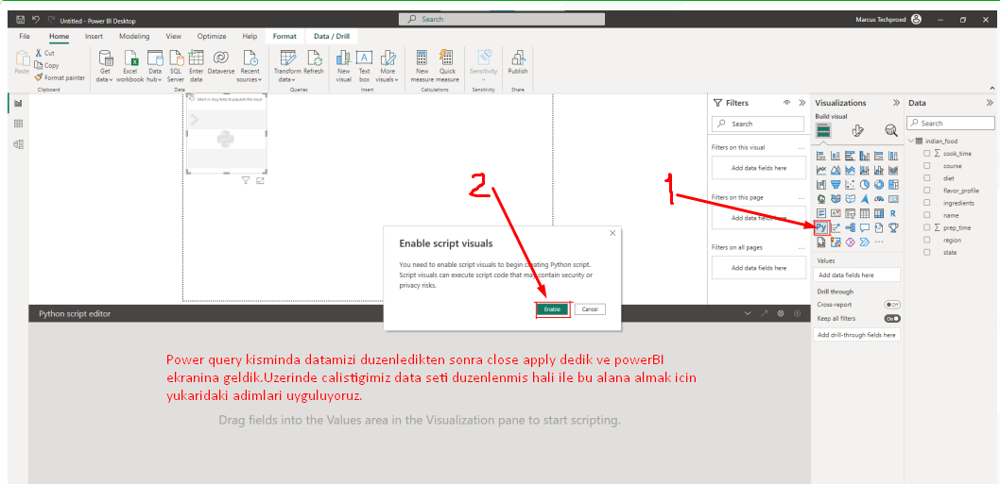 Untitled - Power BI Desktop
Search
Marcus Techproed
File Home Insert Modeling View Optimize Help Format Data / Drill
Paste
Cut
Copy
Format painter
Get data
Excel workbook
Data hub
SQL Server
Enter data
Dataverse
Recent sources
Transform data
Refresh
New visual
Text box
More visuals
New measure
Quick measure
Sensitivity
Publish
Clipboard
Data
Queries
Insert
Calculations
Sensitivity
Share
Select or drag fields to populate this visual
2
1
Enable script visuals
You need to enable script visuals to begin creating Python script.
Script visuals can execute script code that may contain security or
privacy risks.
Enable
Cancel
Filters
Search
Filters on this visual
...
Add data fields here
Filters on this page
...
Add data fields here
Filters on all pages
...
Add data fields here
Visualizations
Build visual
R
Py
...
Values
Add data fields here
Drill through
Cross-report
Off
Keep all filters
On
Add drill-through fields here
Data
Search
indian_food
cook_time
course
diet
flavor_profile
ingredients
name
prep_time
region
state
Python script editor
Power query kisminda datamizi duzenledikten sonra close apply dedik ve powerBI
ekranina geldik.Uzerinde calistigimiz data seti duzenlenmis hali ile bu alana almak icin
yukaridaki adimlari uyguluyoruz.
Drag fields into the Values area in the Visualization pane to start scripting.